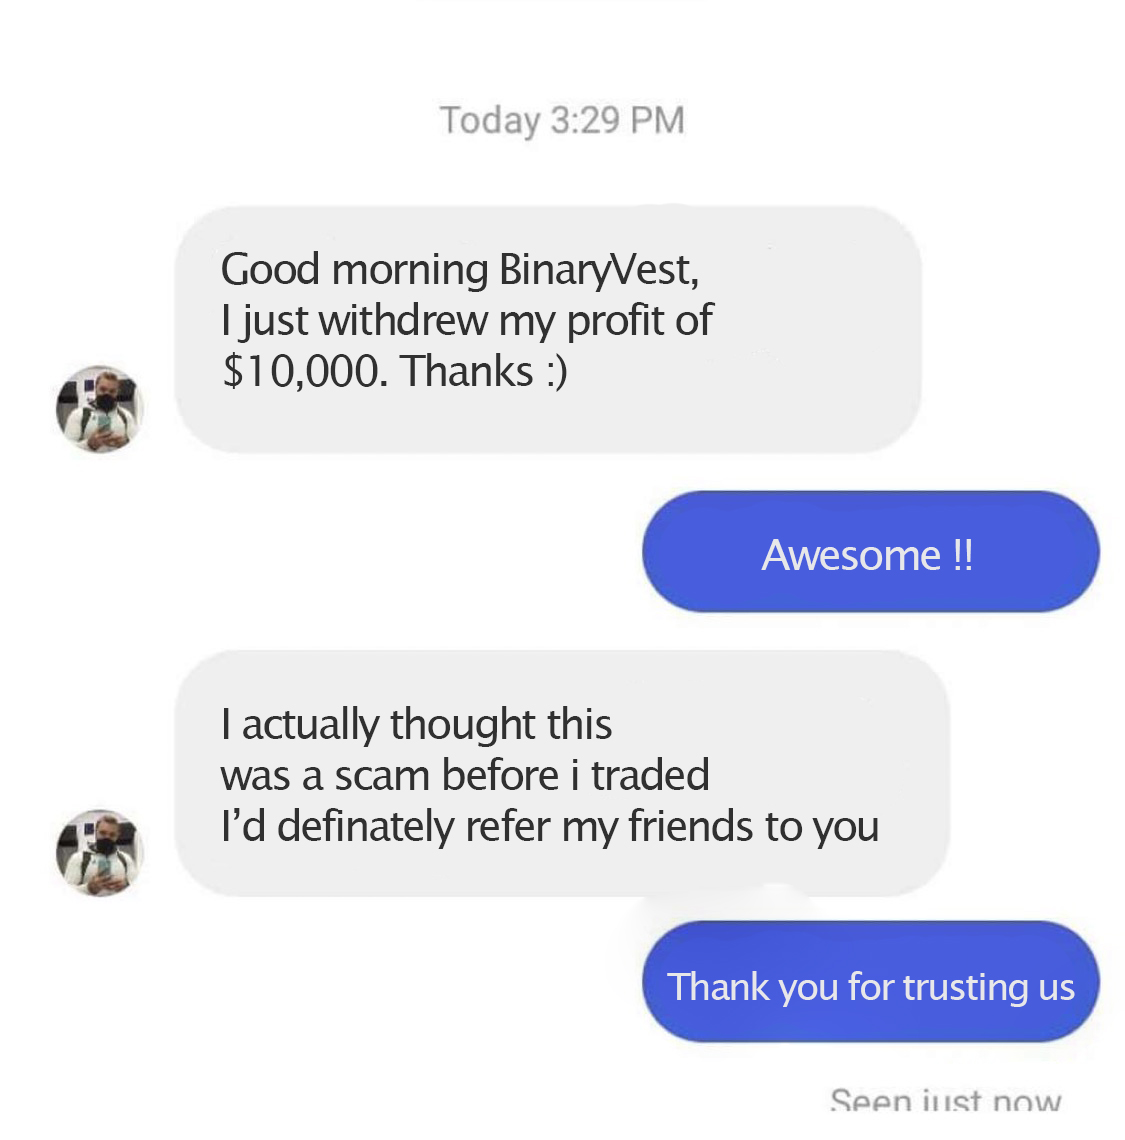 Today 3:29 PM
Good morning BinaryVest,
I just withdrew my profit of
$10,000. Thanks :)
Awesome !!
I actually thought this
was a scam before i traded
I'd definately refer my friends to you
Thank you for trusting us
Seen just now